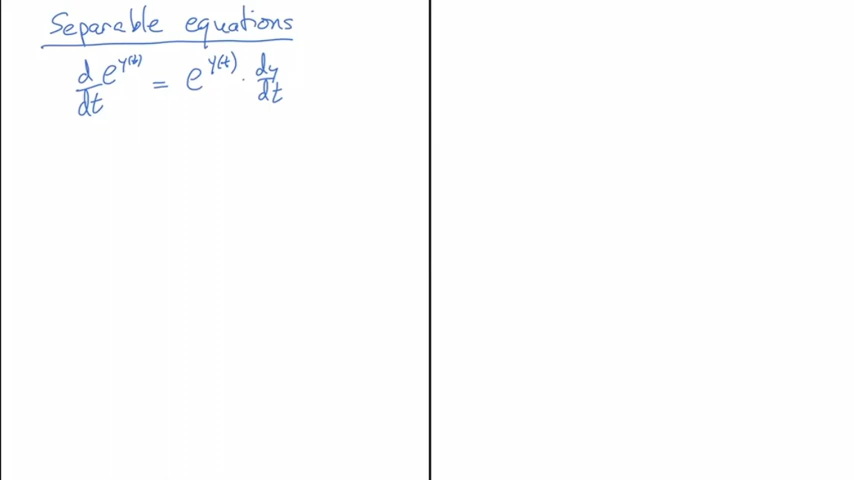 Separable equations
d/dt e^{y(t)} = e^{y(t)} · dy/dt